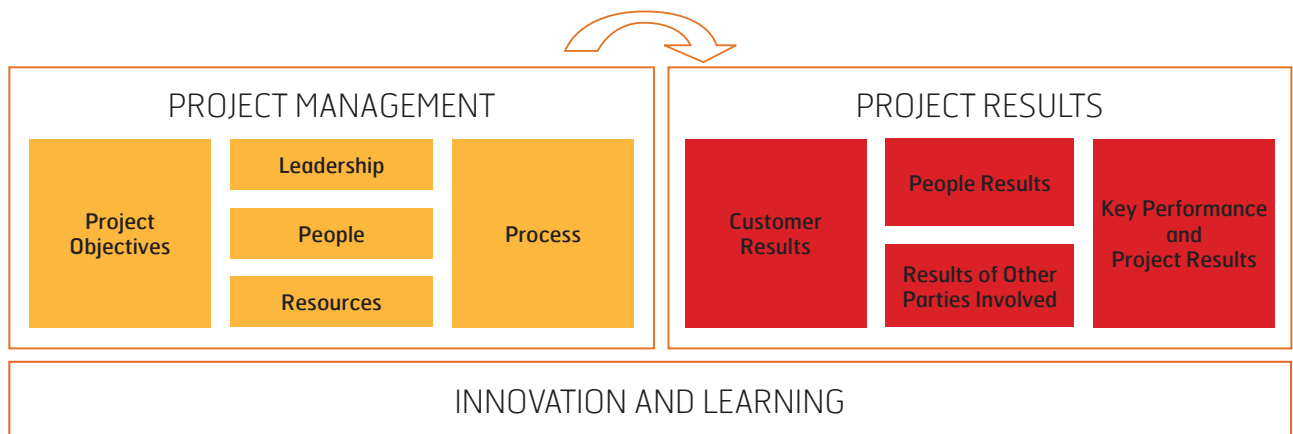 PROJECT MANAGEMENT
Project
Objectives
Leadership
People
Resources
Process
PROJECT RESULTS
Customer
Results
People Results
Results of Other
Parties Involved
Key Performance
and
Project Results
INNOVATION AND LEARNING